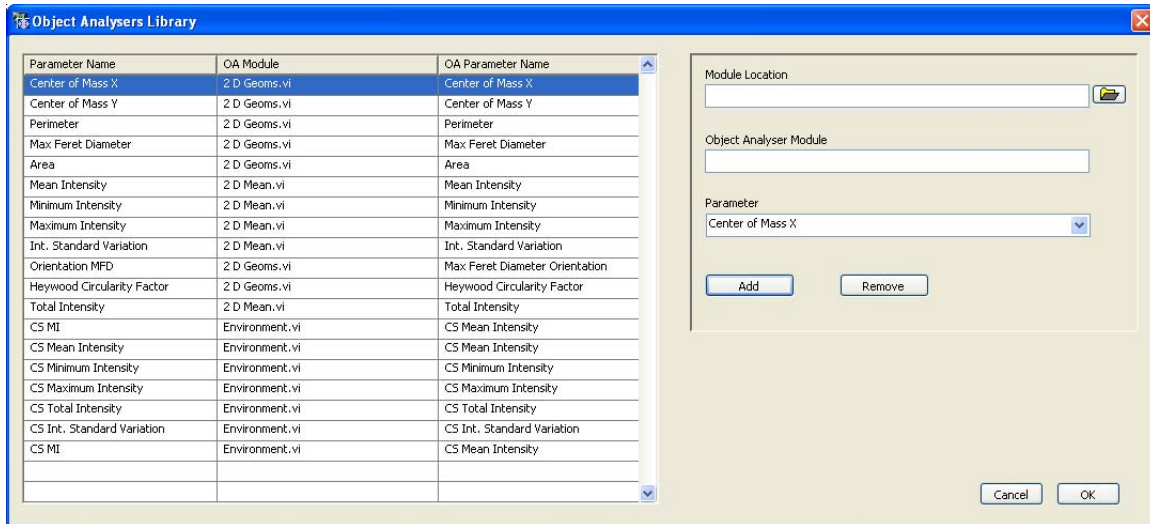 Object Analysers Library
Parameter Name OA Module OA Parameter Name
Center of Mass X 2 D Geoms.vi Center of Mass X
Center of Mass Y 2 D Geoms.vi Center of Mass Y
Perimeter 2 D Geoms.vi Perimeter
Max Feret Diameter 2 D Geoms.vi Max Feret Diameter
Area 2 D Geoms.vi Area
Mean Intensity 2 D Mean.vi Mean Intensity
Minimum Intensity 2 D Mean.vi Minimum Intensity
Maximum Intensity 2 D Mean.vi Maximum Intensity
Int. Standard Variation 2 D Mean.vi Int. Standard Variation
Orientation MFD 2 D Geoms.vi Max Feret Diameter Orientation
Heywood Circularity Factor 2 D Geoms.vi Heywood Circularity Factor
Total Intensity 2 D Mean.vi Total Intensity
CS MI Environment.vi CS Mean Intensity
CS Mean Intensity Environment.vi CS Mean Intensity
CS Minimum Intensity Environment.vi CS Minimum Intensity
CS Maximum Intensity Environment.vi CS Maximum Intensity
CS Total Intensity Environment.vi CS Total Intensity
CS Int. Standard Variation Environment.vi CS Int. Standard Variation
CS MI Environment.vi CS Mean Intensity
Module Location
Object Analyser Module
Parameter
Center of Mass X
Add Remove
Cancel OK